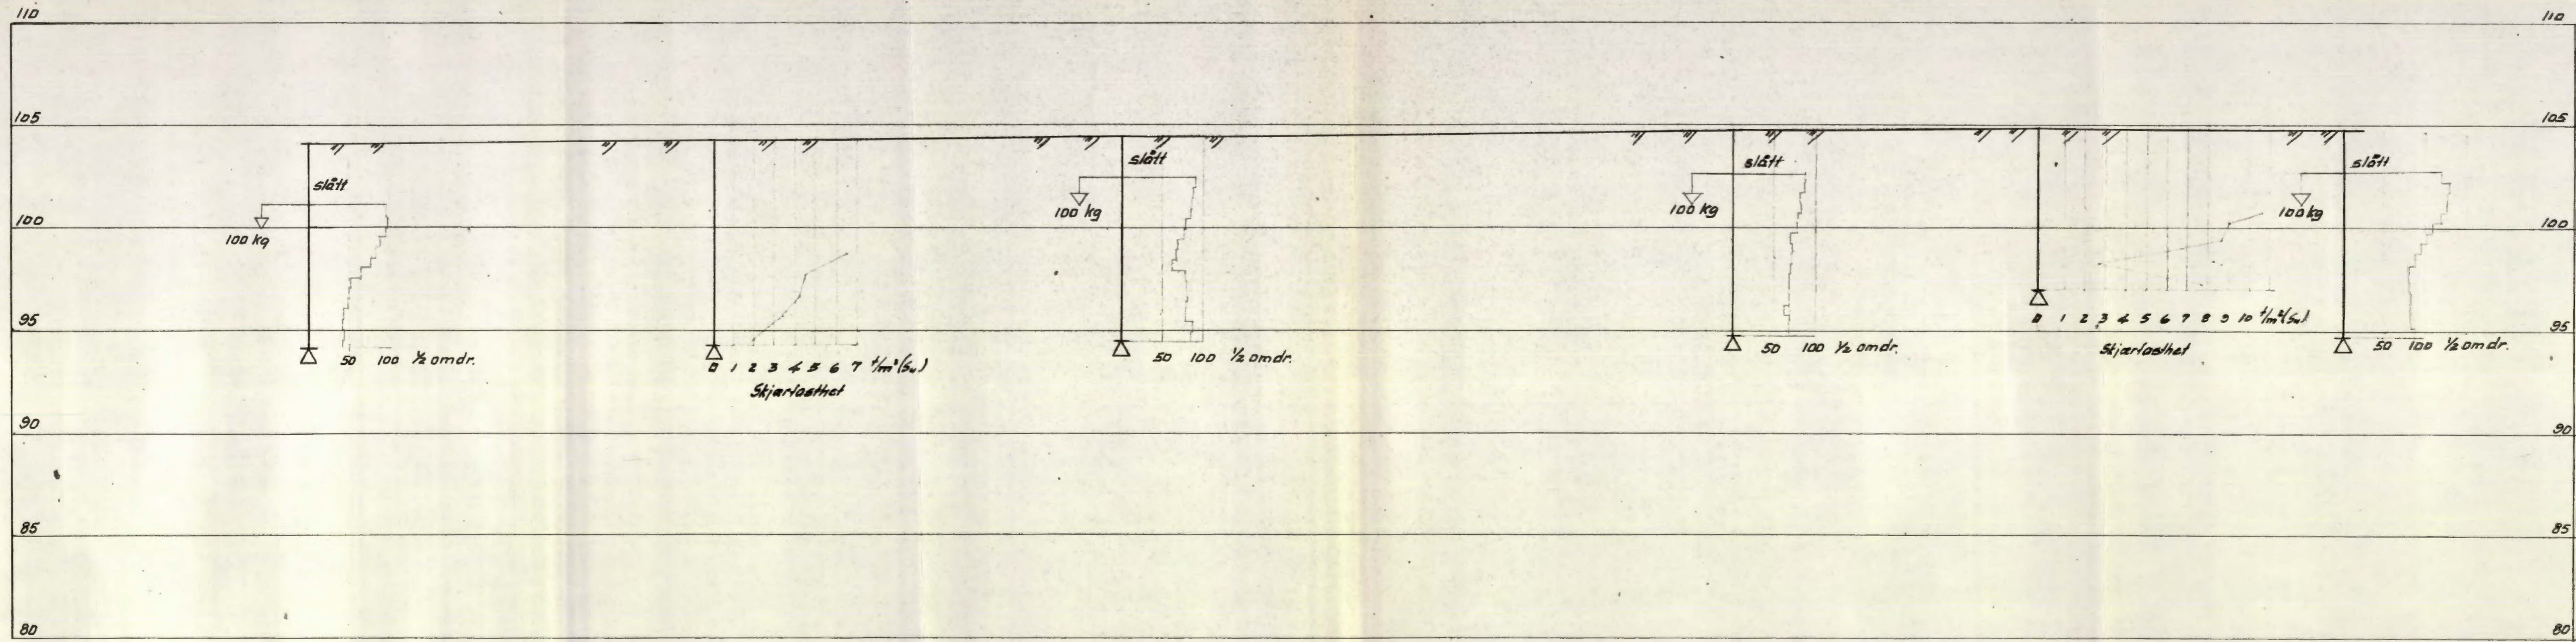 110 110
105 105
slått slått slått slått
100 kg 100 kg 100 kg 100 kg
100 100
95 95
50 100 ½ omdr.
0 1 2 3 4 5 6 7 t/m²(Su)
Skjærfasthet
50 100 ½ omdr.
50 100 ½ omdr.
0 1 2 3 4 5 6 7 8 9 10 t/m²(Su)
Skjærfasthet
50 100 ½ omdr.
90 90
85 85
80 80